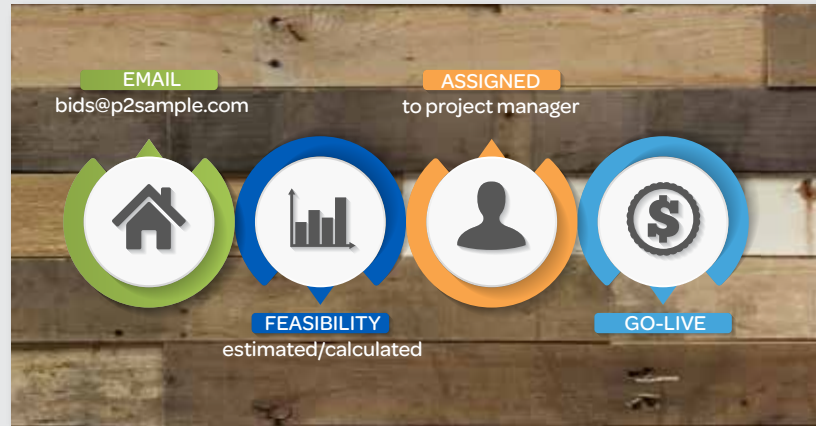 EMAIL
bids@p2sample.com
FEASIBILITY
estimated/calculated
ASSIGNED
to project manager
GO-LIVE